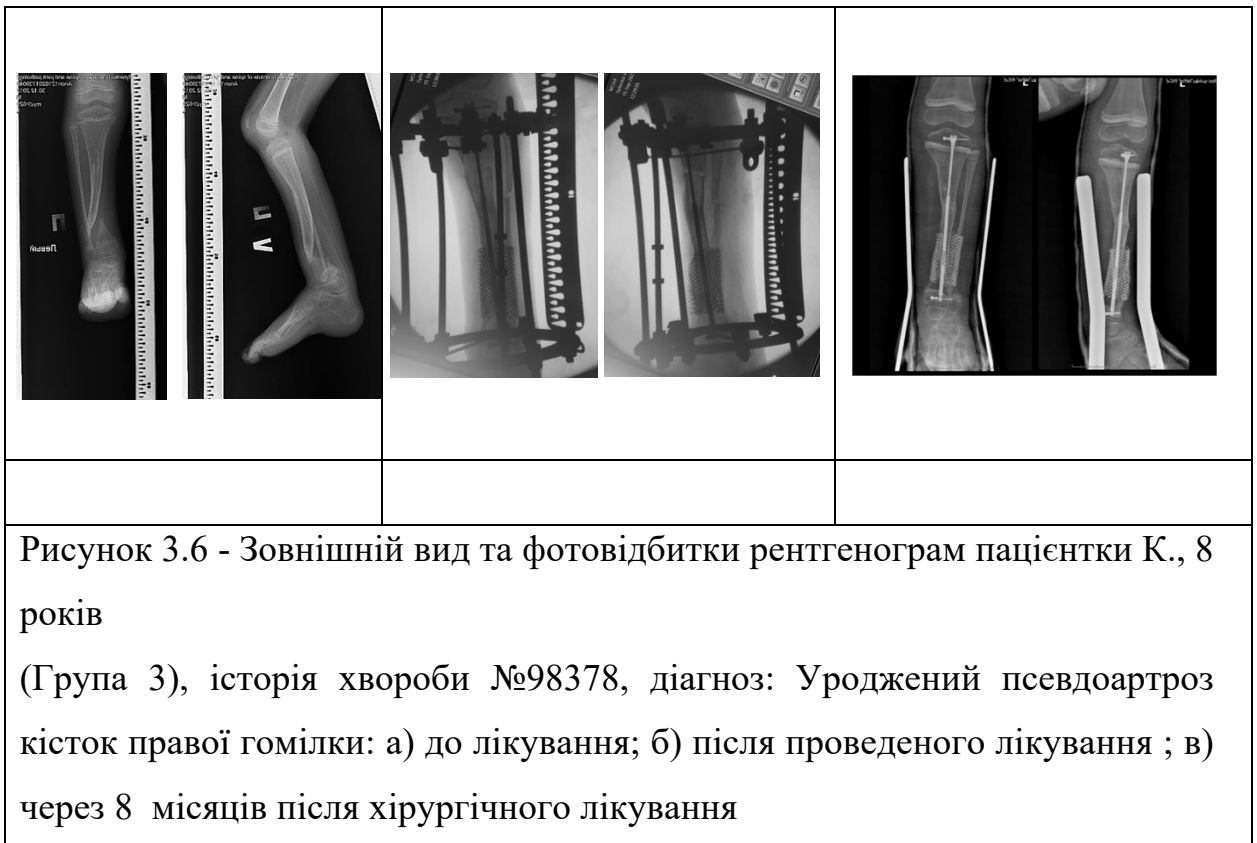 Рисунок 3.6 - Зовнішній вид та фотовідбитки рентгенограм пацієнтки К., 8
років
(Група 3), історія хвороби №98378, діагноз: Уроджений псевдоартроз
кісток правої гомілки: а) до лікування; б) після проведеного лікування ; в)
через 8 місяців після хірургічного лікування